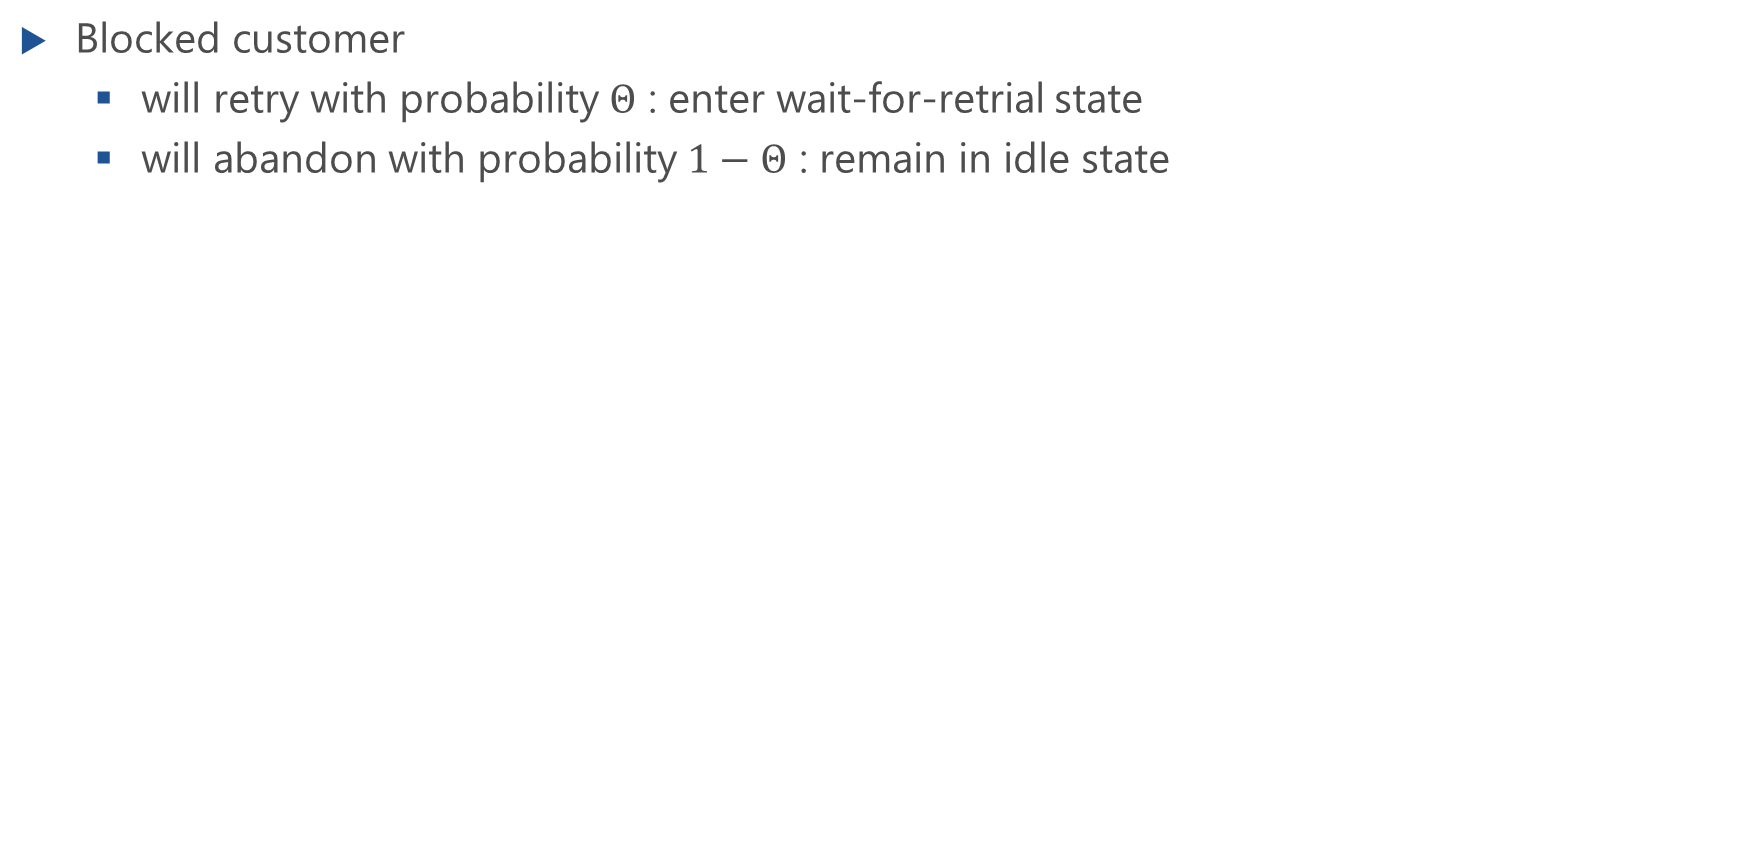 Blocked customer
will retry with probability Θ : enter wait-for-retrial state
will abandon with probability 1 − Θ : remain in idle state